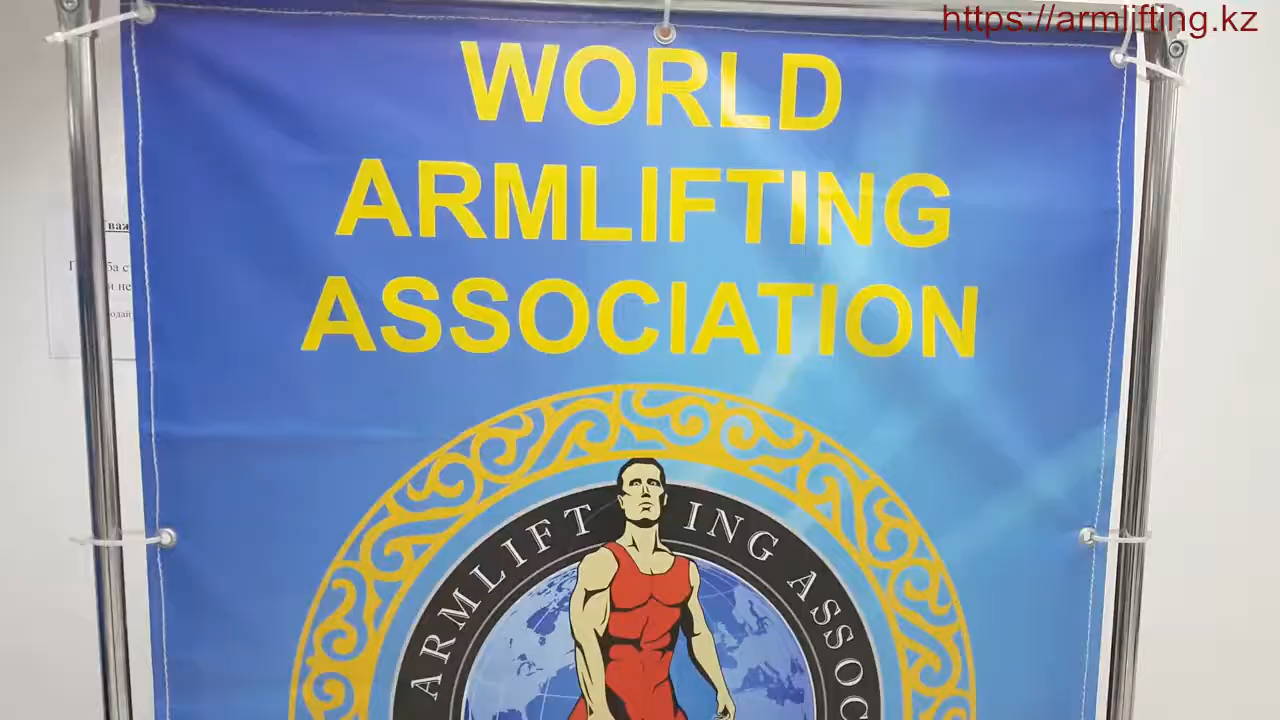 https://armlifting.kz
WORLD
ARMLIFTING
ASSOCIATION
ARMLIFT ING ASSOC